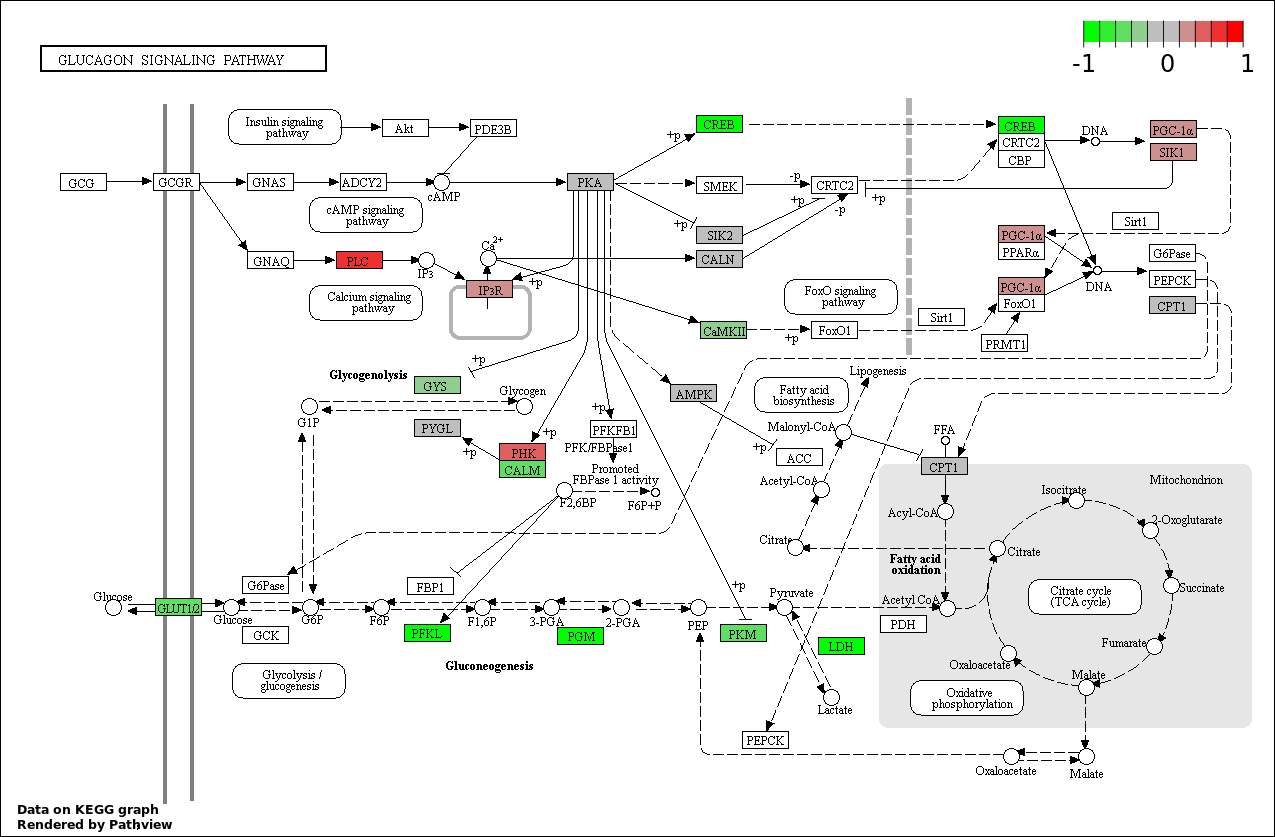 GLUCAGON SIGNALING PATHWAY
-1 0 1
Insulin signaling
pathway
Akt
PDE3B
+p
CREB
CREB
CRTC2
CBP
DNA
PGC-1α
SIK1
GCG
GCGR
GNAS
ADCY2
cAMP
PKA
SMEK
-p
CRTC2
+p
+p
-p
cAMP signaling
pathway
+p
SIK2
CALN
Sirt1
PGC-1α
PPARα
G6Pase
PEPCK
CPT1
DNA
GNAQ
PLC
IP3
Ca2+
IP3R
+p
Calcium signaling
pathway
FoxO signaling
pathway
PGC-1α
FoxO1
Sirt1
PRMT1
CaMKII
+p
FoxO1
Glycogenolysis
+p
GYS
Glycogen
G1P
PYGL
+p
PHK
CALM
+p
+p
PFKFB1
PFK/FBPase1
Promoted
FBPase 1 activity
F2,6BP
F6P+P
AMPK
+p
ACC
Fatty acid
biosynthesis
Lipogenesis
Malonyl-CoA
Acetyl-CoA
Citrate
FFA
CPT1
Acyl-CoA
Fatty acid
oxidation
Mitochondrion
Isocitrate
2-Oxoglutarate
Citrate
Succinate
Citrate cycle
(TCA cycle)
Fumarate
Malate
Oxaloacetate
Oxidative
phosphorylation
Glucose
GLUT1/2
Glucose
G6Pase
GCK
G6P
F6P
FBP1
PFKL
F1,6P
3-PGA
PGM
2-PGA
PEP
+p
PKM
Pyruvate
LDH
Lactate
Acetyl CoA
PDH
Gluconeogenesis
Glycolysis /
glucogenesis
PEPCK
Oxaloacetate
Malate
Data on KEGG graph
Rendered by Pathview